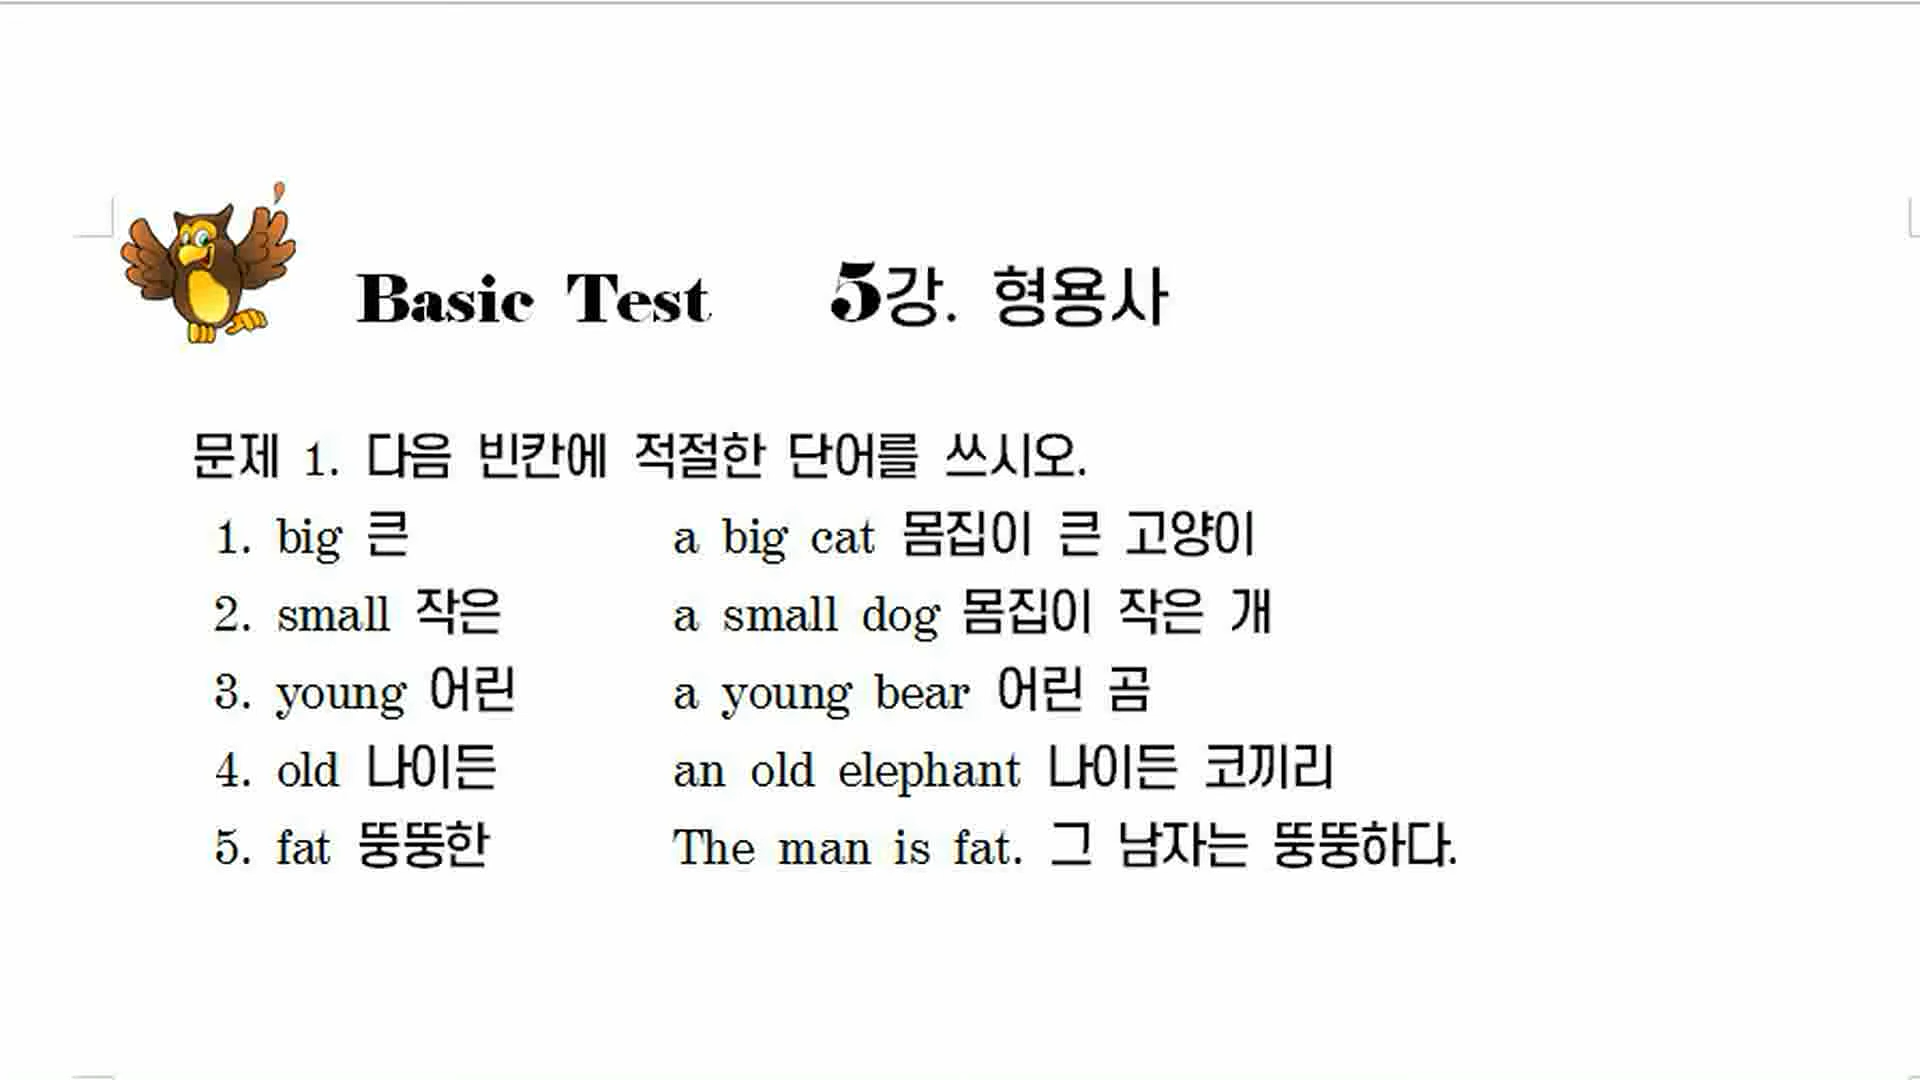 Basic Test 5강. 형용사
문제 1. 다음 빈칸에 적절한 단어를 쓰시오.
1. big 큰 a big cat 몸집이 큰 고양이
2. small 작은 a small dog 몸집이 작은 개
3. young 어린 a young bear 어린 곰
4. old 나이든 an old elephant 나이든 코끼리
5. fat 뚱뚱한 The man is fat. 그 남자는 뚱뚱하다.